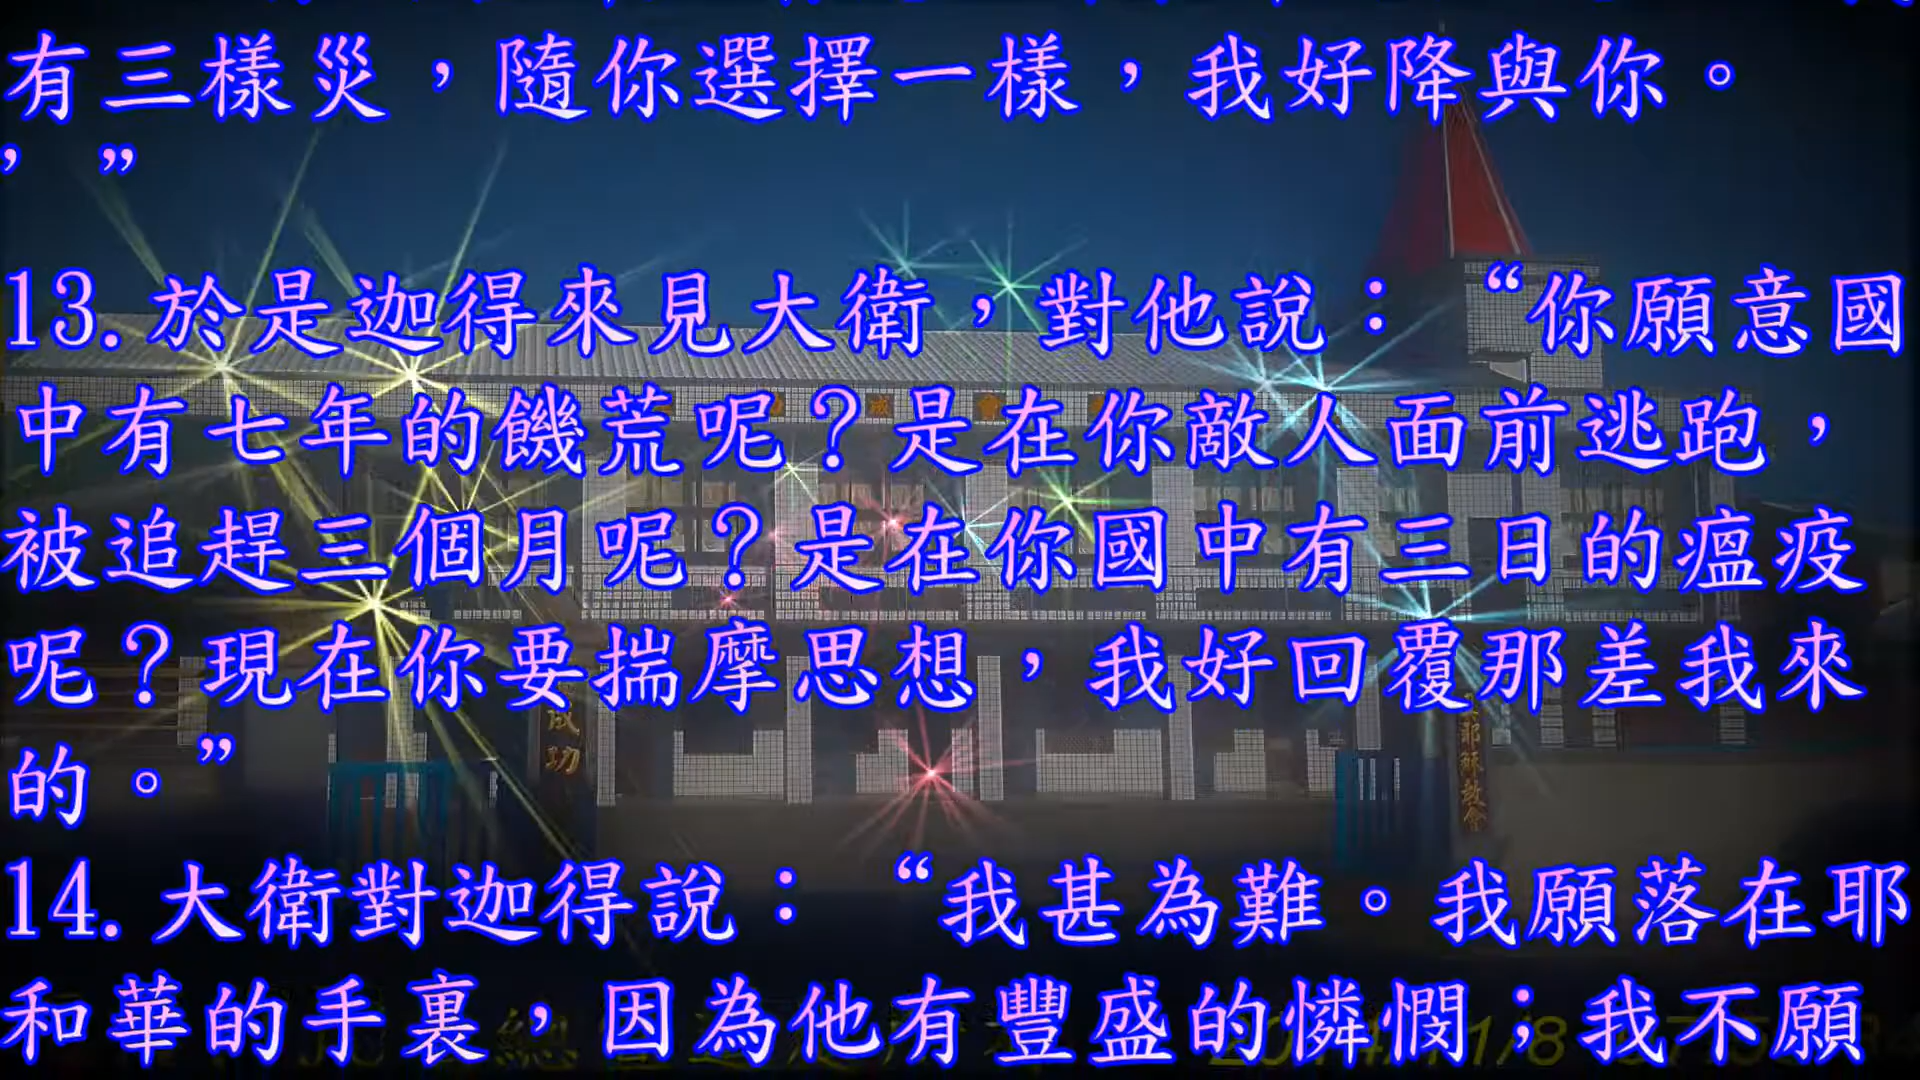 有三樣災，隨你選擇一樣，我好降與你。
’ ”
13.於是迦得來見大衛，對他說：“你願意國
中有七年的饑荒呢？是在你敵人面前逃跑，
被追趕三個月呢？是在你國中有三日的瘟疫
呢？現在你要揣摩思想，我好回覆那差我來
的。”
14.大衛對迦得說：“我甚為難。我願落在耶
和華的手裏，因為他有豐盛的憐憫；我不願
成功
耶穌教會